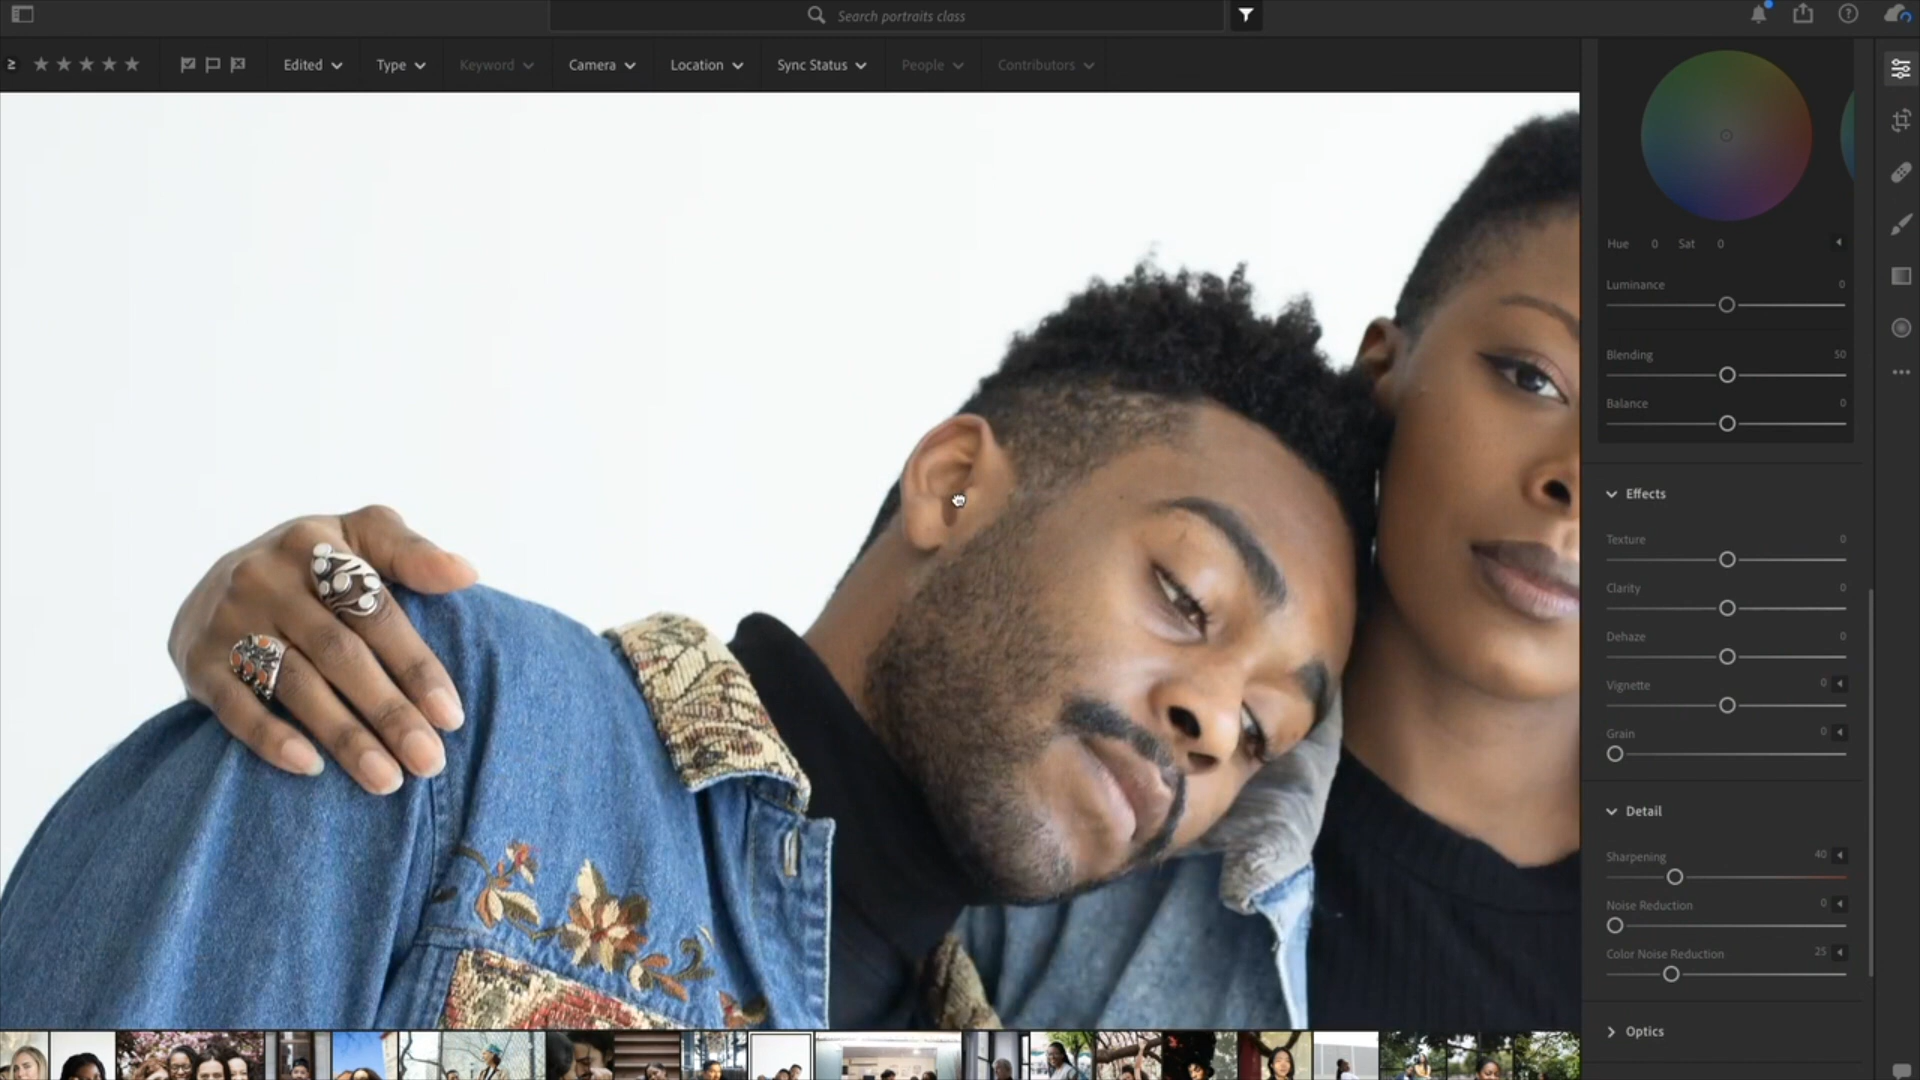 Search portraits class
≥
Edited
Type
Keyword
Camera
Location
Sync Status
People
Contributors
Hue 0 Sat 0
Luminance 0
Blending 50
Balance 0
Effects
Texture 0
Clarity 0
Dehaze 0
Vignette 0
Grain 0
Detail
Sharpening 40
Noise Reduction 0
Color Noise Reduction 25
Optics